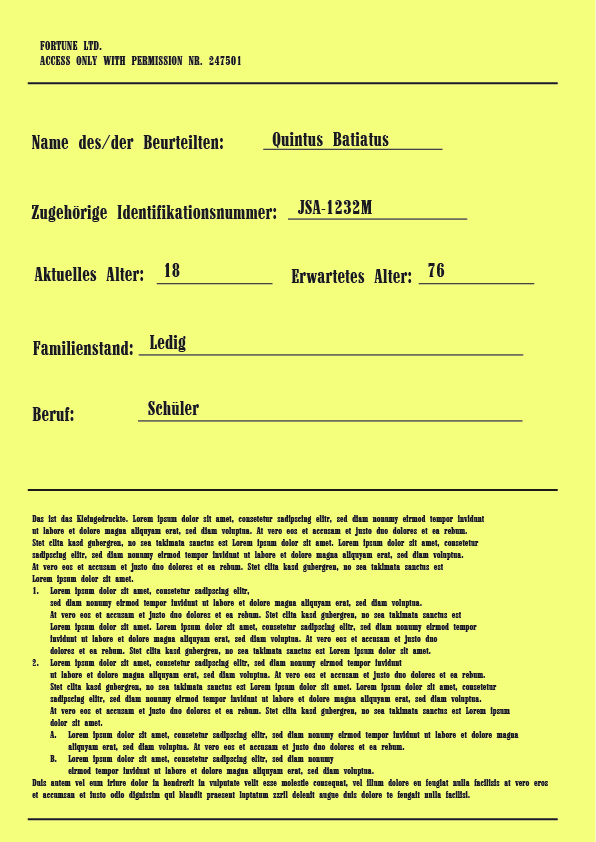 FORTUNE LTD.
ACCESS ONLY WITH PERMISSION NR. 247501
Name des/der Beurteilten: Quintus Batiatus
Zugehörige Identifikationsnummer: JSA-1232M
Aktuelles Alter: 18 Erwartetes Alter: 76
Familienstand: Ledig
Beruf: Schüler
Das ist das Kleingedruckte. Lorem ipsum dolor sit amet, consetetur sadipscing elitr, sed diam nonumy eirmod tempor invidunt
ut labore et dolore magna aliquyam erat, sed diam voluptua. At vero eos et accusam et justo duo dolores et ea rebum.
Stet clita kasd gubergren, no sea takimata sanctus est Lorem ipsum dolor sit amet. Lorem ipsum dolor sit amet, consetetur
sadipscing elitr, sed diam nonumy eirmod tempor invidunt ut labore et dolore magna aliquyam erat, sed diam voluptua.
At vero eos et accusam et justo duo dolores et ea rebum. Stet clita kasd gubergren, no sea takimata sanctus est
Lorem ipsum dolor sit amet.
1. Lorem ipsum dolor sit amet, consetetur sadipscing elitr,
sed diam nonumy eirmod tempor invidunt ut labore et dolore magna aliquyam erat, sed diam voluptua.
At vero eos et accusam et justo duo dolores et ea rebum. Stet clita kasd gubergren, no sea takimata sanctus est
Lorem ipsum dolor sit amet. Lorem ipsum dolor sit amet, consetetur sadipscing elitr, sed diam nonumy eirmod tempor
invidunt ut labore et dolore magna aliquyam erat, sed diam voluptua. At vero eos et accusam et justo duo
dolores et ea rebum. Stet clita kasd gubergren, no sea takimata sanctus est Lorem ipsum dolor sit amet.
2. Lorem ipsum dolor sit amet, consetetur sadipscing elitr, sed diam nonumy eirmod tempor invidunt
ut labore et dolore magna aliquyam erat, sed diam voluptua. At vero eos et accusam et justo duo dolores et ea rebum.
Stet clita kasd gubergren, no sea takimata sanctus est Lorem ipsum dolor sit amet. Lorem ipsum dolor sit amet, consetetur
sadipscing elitr, sed diam nonumy eirmod tempor invidunt ut labore et dolore magna aliquyam erat, sed diam voluptua.
At vero eos et accusam et justo duo dolores et ea rebum. Stet clita kasd gubergren, no sea takimata sanctus est Lorem ipsum
dolor sit amet.
A. Lorem ipsum dolor sit amet, consetetur sadipscing elitr, sed diam nonumy eirmod tempor invidunt ut labore et dolore magna
aliquyam erat, sed diam voluptua. At vero eos et accusam et justo duo dolores et ea rebum.
B. Lorem ipsum dolor sit amet, consetetur sadipscing elitr, sed diam nonumy
eirmod tempor invidunt ut labore et dolore magna aliquyam erat, sed diam voluptua.
Duis autem vel eum iriure dolor in hendrerit in vulputate velit esse molestie consequat, vel illum dolore eu feugiat nulla facilisis at vero eros
et accumsan et iusto odio dignissim qui blandit praesent luptatum zzril delenit augue duis dolore te feugait nulla facilisi.